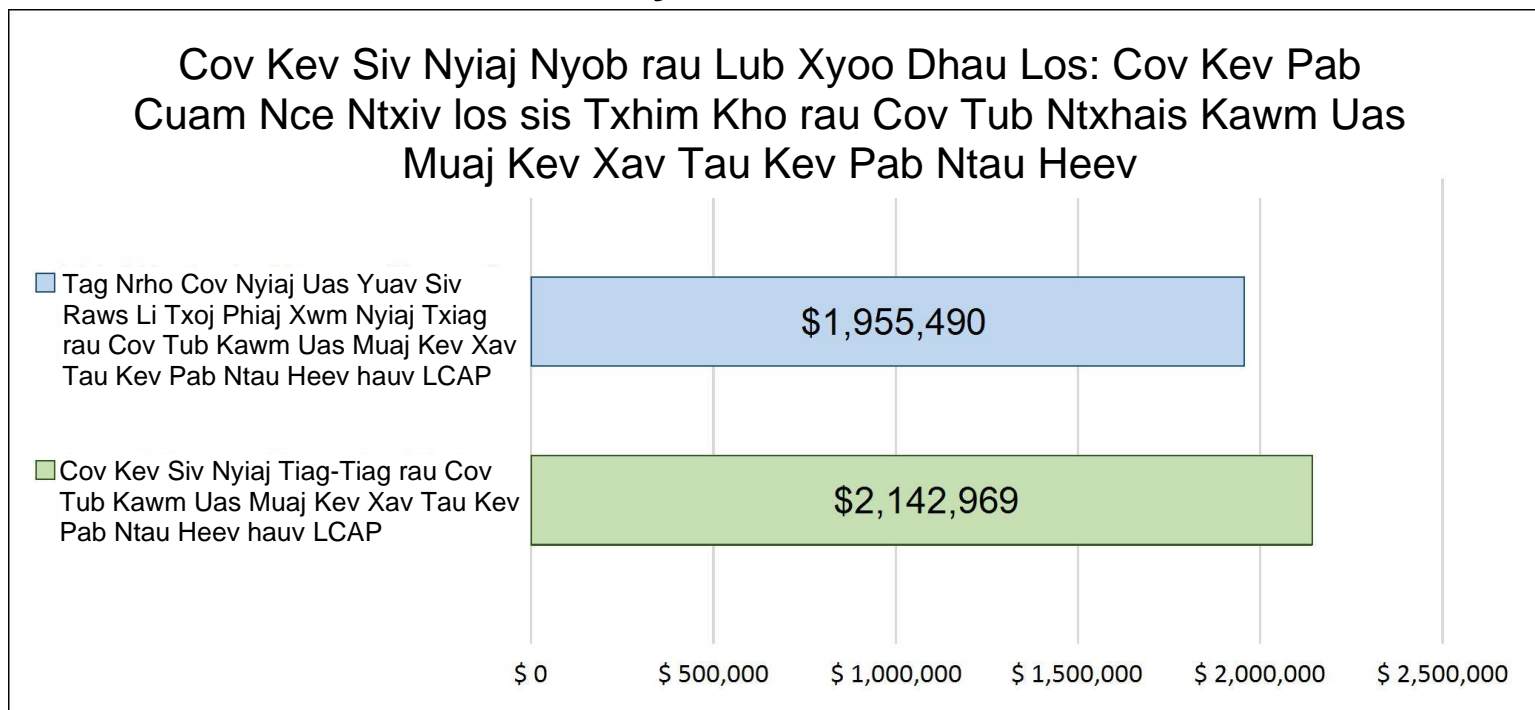 Cov Kev Siv Nyiaj Nyob rau Lub Xyoo Dhau Los: Cov Kev Pab
Cuam Nce Ntxiv los sis Txhim Kho rau Cov Tub Ntxhais Kawm Uas
Muaj Kev Xav Tau Kev Pab Ntau Heev
Tag Nrho Cov Nyiaj Uas Yuav Siv
Raws Li Txoj Phiaj Xwm Nyiaj Txiag
rau Cov Tub Kawm Uas Muaj Kev Xav
Tau Kev Pab Ntau Heev hauv LCAP
$1,955,490
Cov Kev Siv Nyiaj Tiag-Tiag rau Cov
Tub Kawm Uas Muaj Kev Xav Tau Kev
Pab Ntau Heev hauv LCAP
$2,142,969
$ 0 $ 500,000 $ 1,000,000 $ 1,500,000 $ 2,000,000 $ 2,500,000